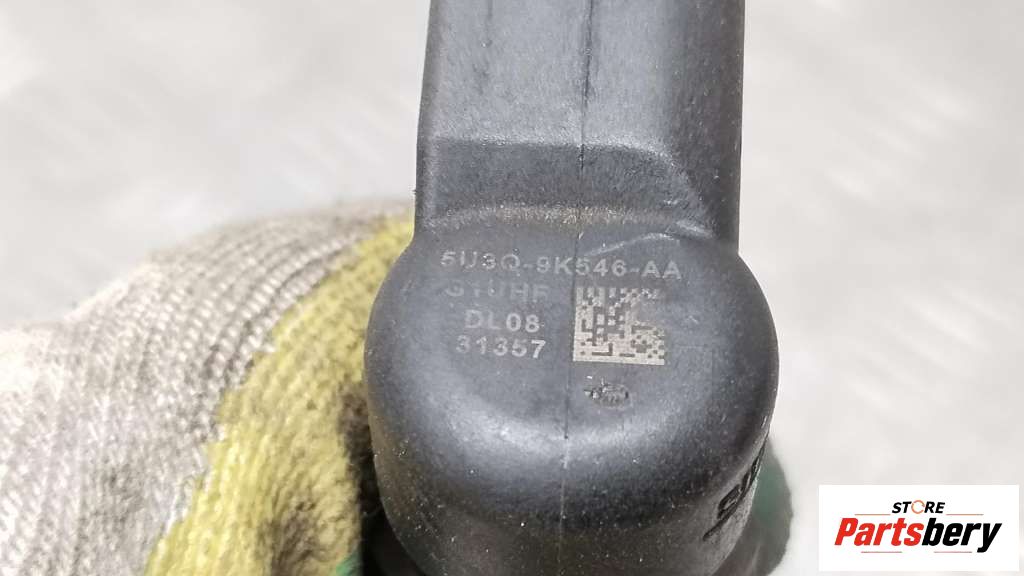 5U3Q-9K546-AA
DL08
31357
STORE
Partsbery